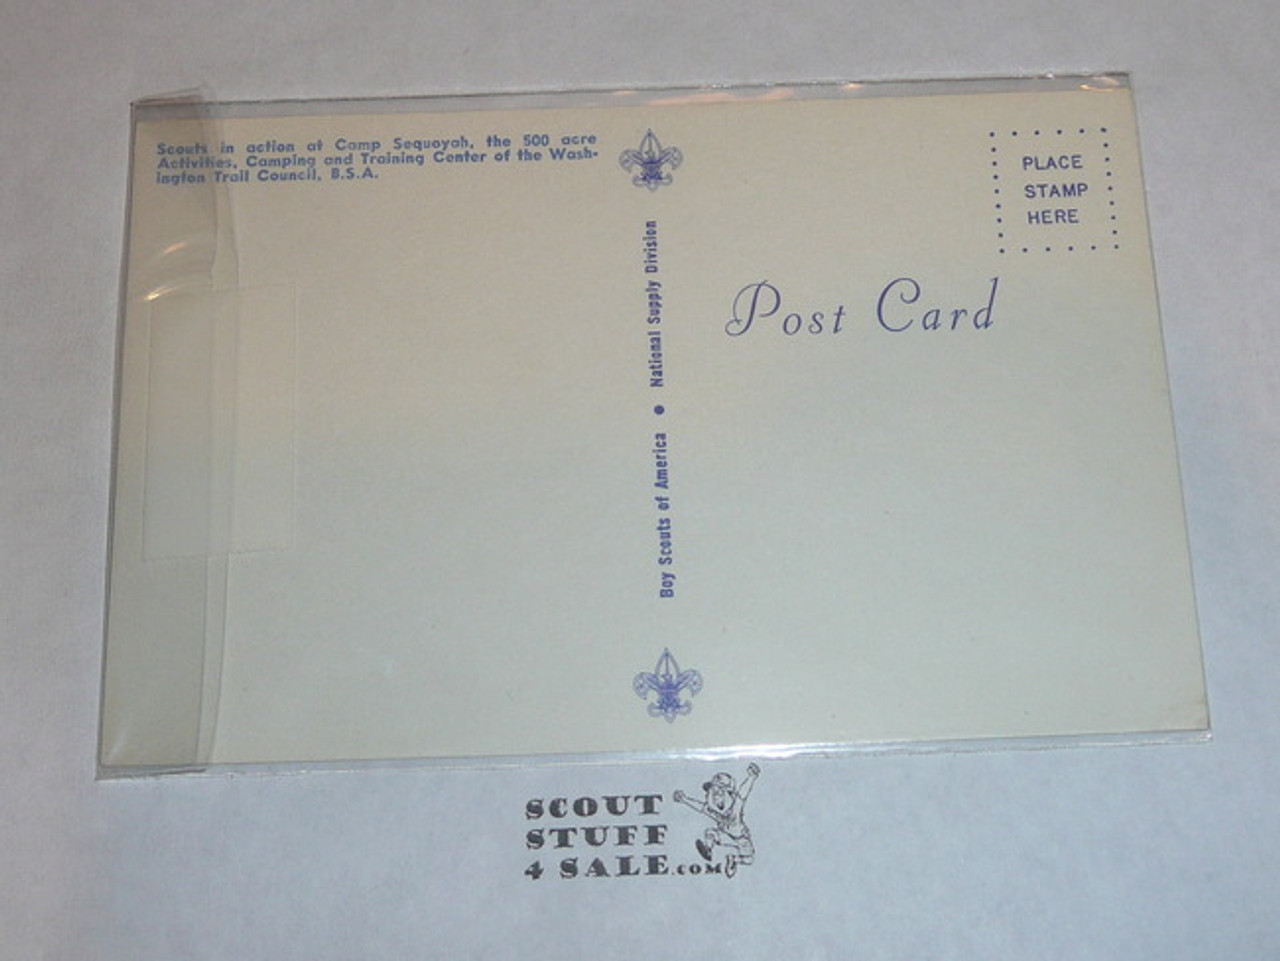 Scouts in action at Camp Sequoyah, the 500 acre
Activities, Camping and Training Center of the Wash-
ington Trail Council, B.S.A.
Boy Scouts of America • National Supply Division
PLACE
STAMP
HERE
Post Card
SCOUT
STUFF
4 SALE.COM